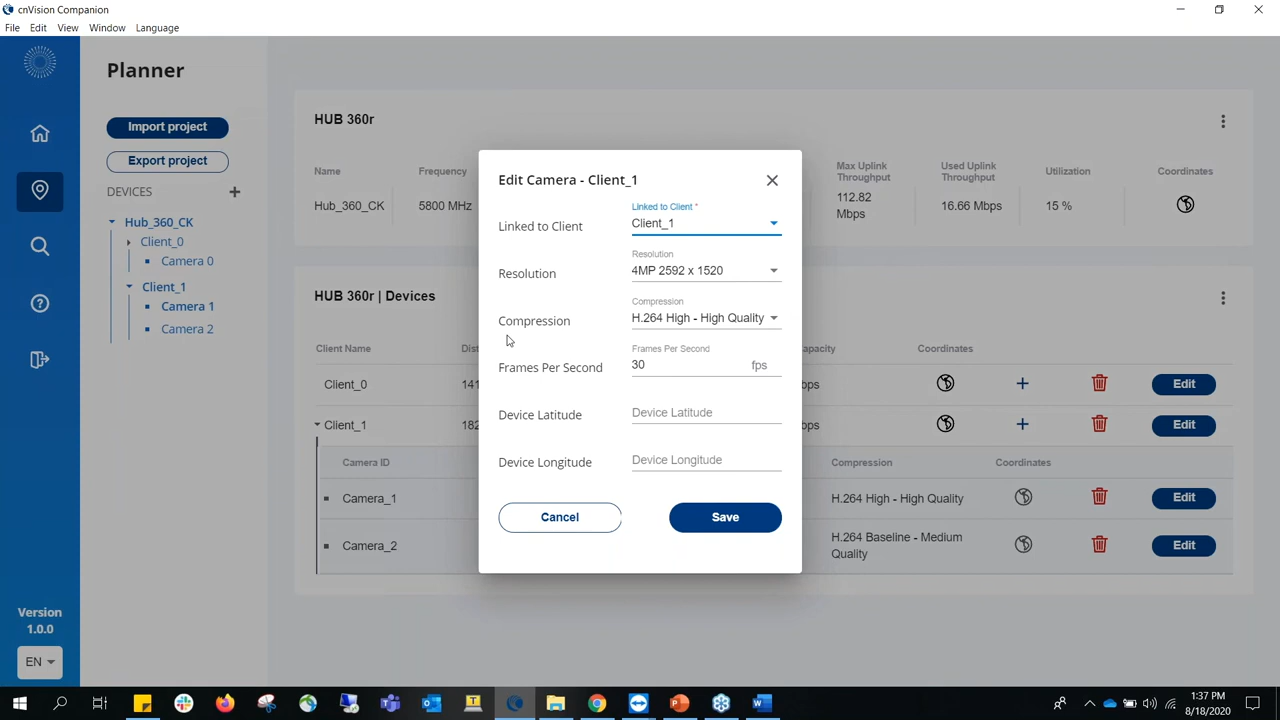 cnVision Companion
File Edit View Window Language
Planner
Import project
Export project
DEVICES
Hub_360_CK
Client_0
Camera 0
Client_1
Camera 1
Camera 2
Version
1.0.0
EN
HUB 360r
Name
Frequency
Max Uplink
Throughput
Used Uplink
Throughput
Utilization
Coordinates
Hub_360_CK
5800 MHz
112.82
Mbps
16.66 Mbps
15 %
HUB 360r | Devices
Client Name
Coordinates
Client_0
Edit
Client_1
Edit
Camera ID
Compression
Coordinates
Camera_1
H.264 High - High Quality
Edit
Camera_2
H.264 Baseline - Medium
Quality
Edit
Edit Camera - Client_1
Linked to Client
Linked to Client *
Client_1
Resolution
Resolution
4MP 2592 x 1520
Compression
Compression
H.264 High - High Quality
Frames Per Second
Frames Per Second
30
fps
Device Latitude
Device Latitude
Device Longitude
Device Longitude
Cancel
Save
1:37 PM
8/18/2020